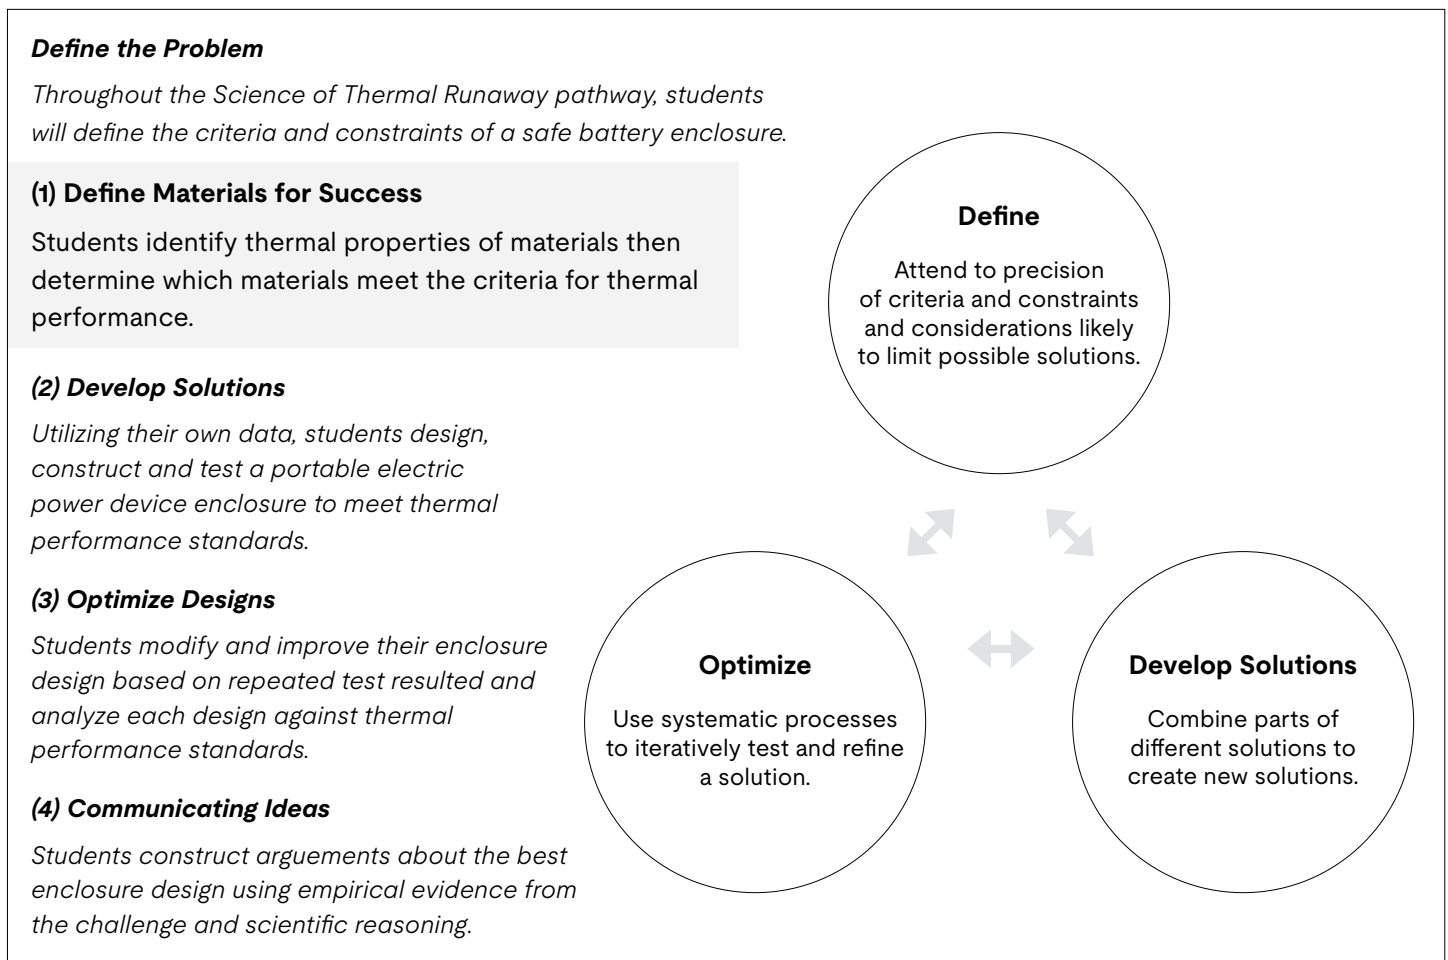 Define the Problem
Throughout the Science of Thermal Runaway pathway, students
will define the criteria and constraints of a safe battery enclosure.
(1) Define Materials for Success
Students identify thermal properties of materials then
determine which materials meet the criteria for thermal
performance.
(2) Develop Solutions
Utilizing their own data, students design,
construct and test a portable electric
power device enclosure to meet thermal
performance standards.
(3) Optimize Designs
Students modify and improve their enclosure
design based on repeated test resulted and
analyze each design against thermal
performance standards.
(4) Communicating Ideas
Students construct arguements about the best
enclosure design using empirical evidence from
the challenge and scientific reasoning.
Define
Attend to precision
of criteria and constraints
and considerations likely
to limit possible solutions.
Optimize
Use systematic processes
to iteratively test and refine
a solution.
Develop Solutions
Combine parts of
different solutions to
create new solutions.